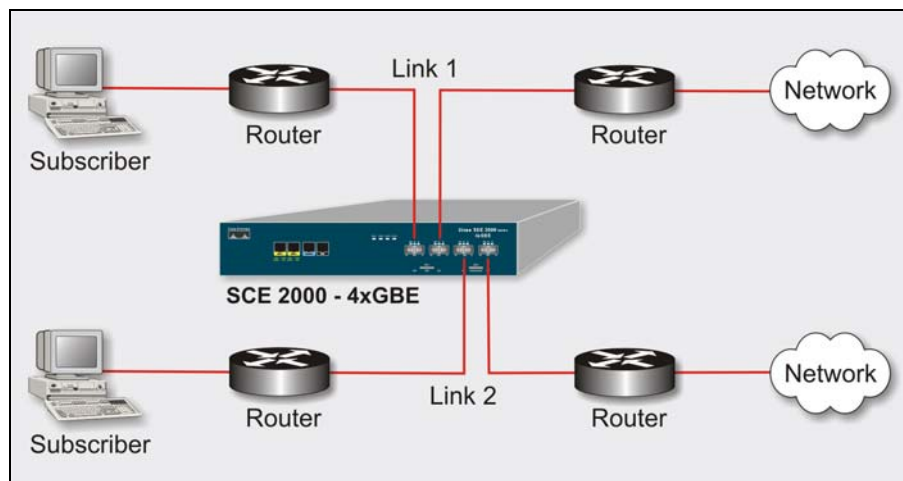 Link 1
Network
Router
Router
Subscriber
SCE 2000 - 4xGBE
Network
Link 2
Router
Router
Subscriber